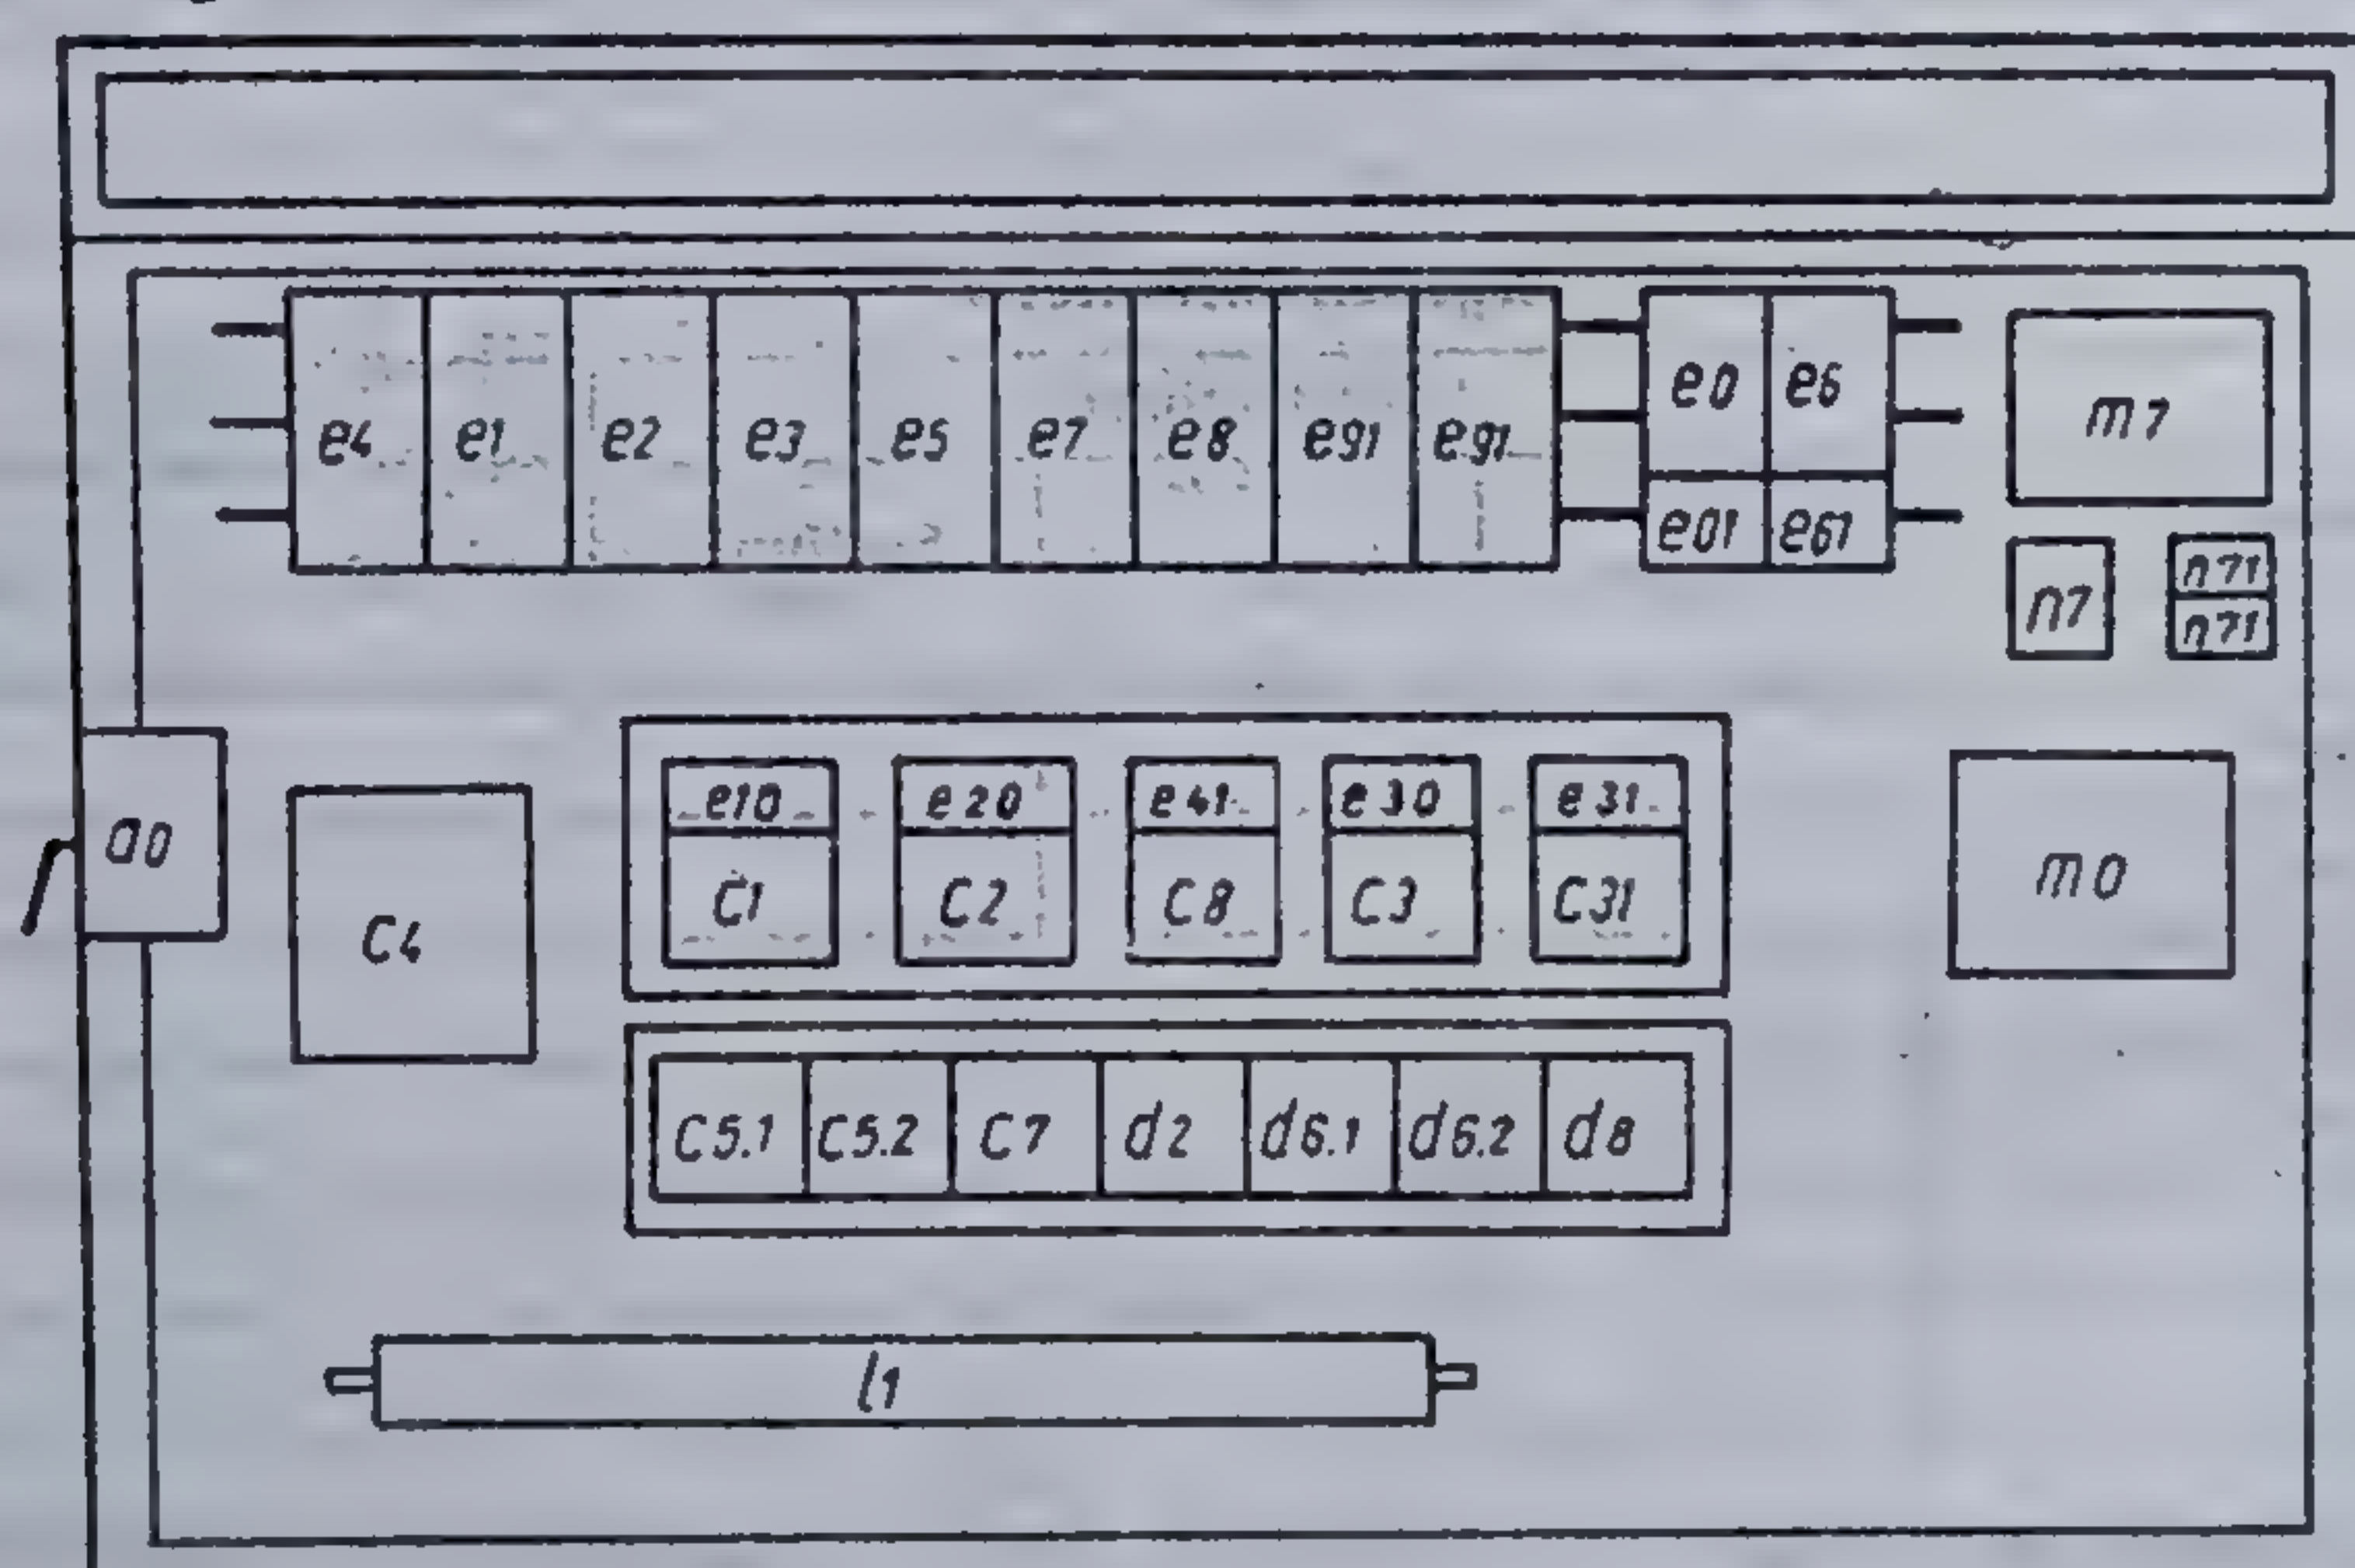 e4 e1 e2 e3 e5 e7 e8 e91 e91 e0 e6 m7
e01 e61
n7 n71
n71
a0 e10 e20 e41 e30 e31
C4 C1 C2 C8 C3 C31 m0
C5.1 C5.2 C7 d2 d6.1 d6.2 d8
l1